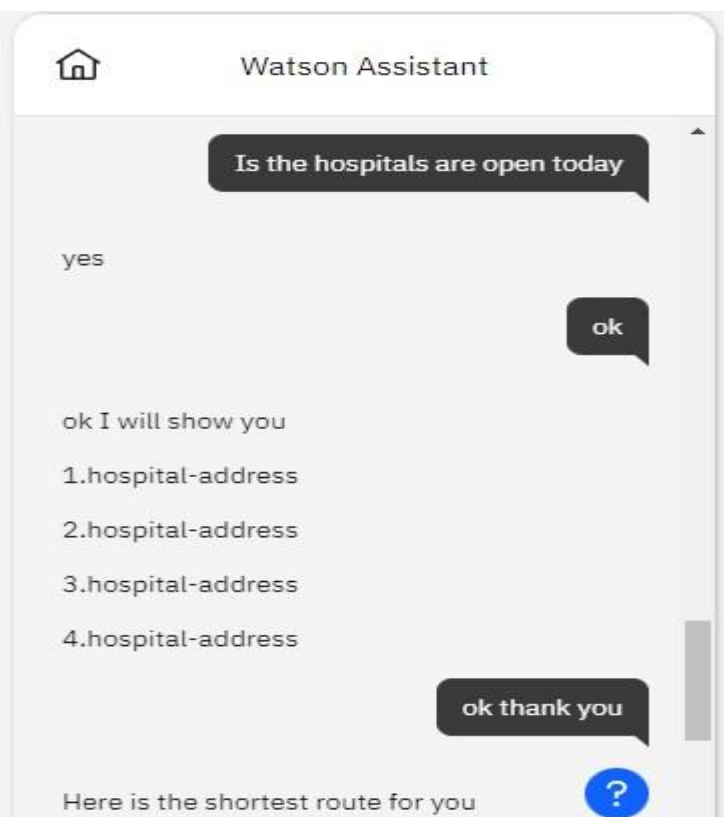 Watson Assistant
Is the hospitals are open today
yes
ok
ok I will show you
1.hospital-address
2.hospital-address
3.hospital-address
4.hospital-address
ok thank you
?
Here is the shortest route for you